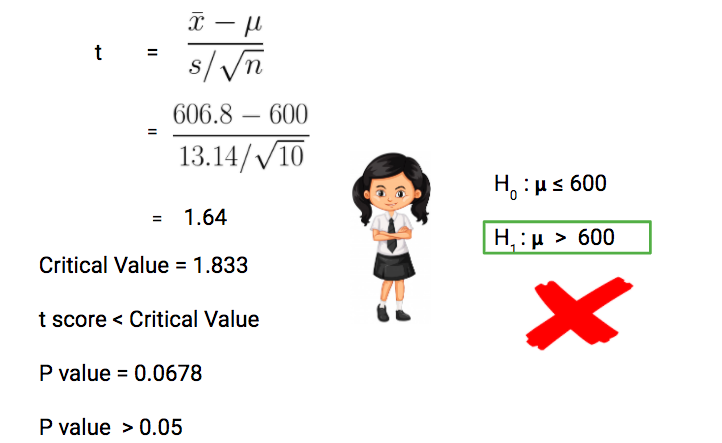 t = x̄ − μ / s/√n
= 606.8 − 600 / 13.14/√10
= 1.64
Critical Value = 1.833
t score < Critical Value
P value = 0.0678
P value > 0.05
H₀ : μ ≤ 600
H₁ : μ > 600